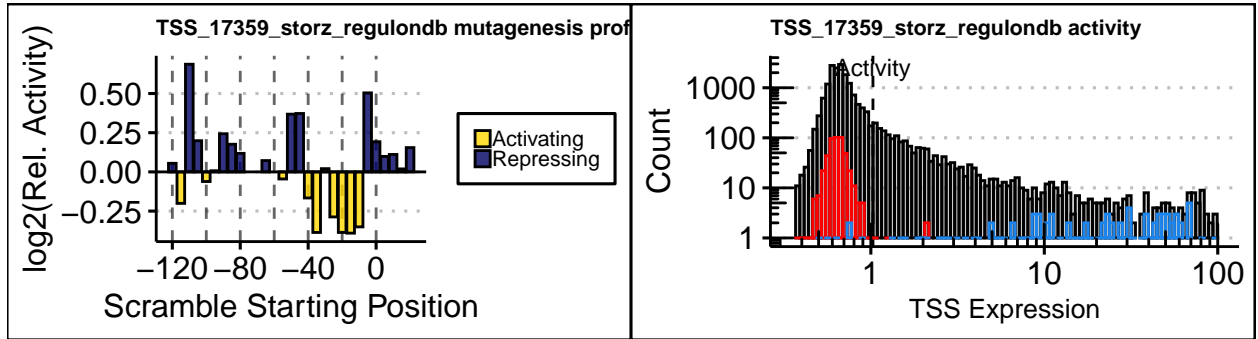 TSS_17359_storz_regulondb mutagenesis prof
log2(Rel. Activity)
0.50
0.25
0.00
−0.25
−120
−80
−40
0
Scramble Starting Position
Activating
Repressing
TSS_17359_storz_regulondb activity
Activity
Count
1000
100
10
1
1
10
100
TSS Expression